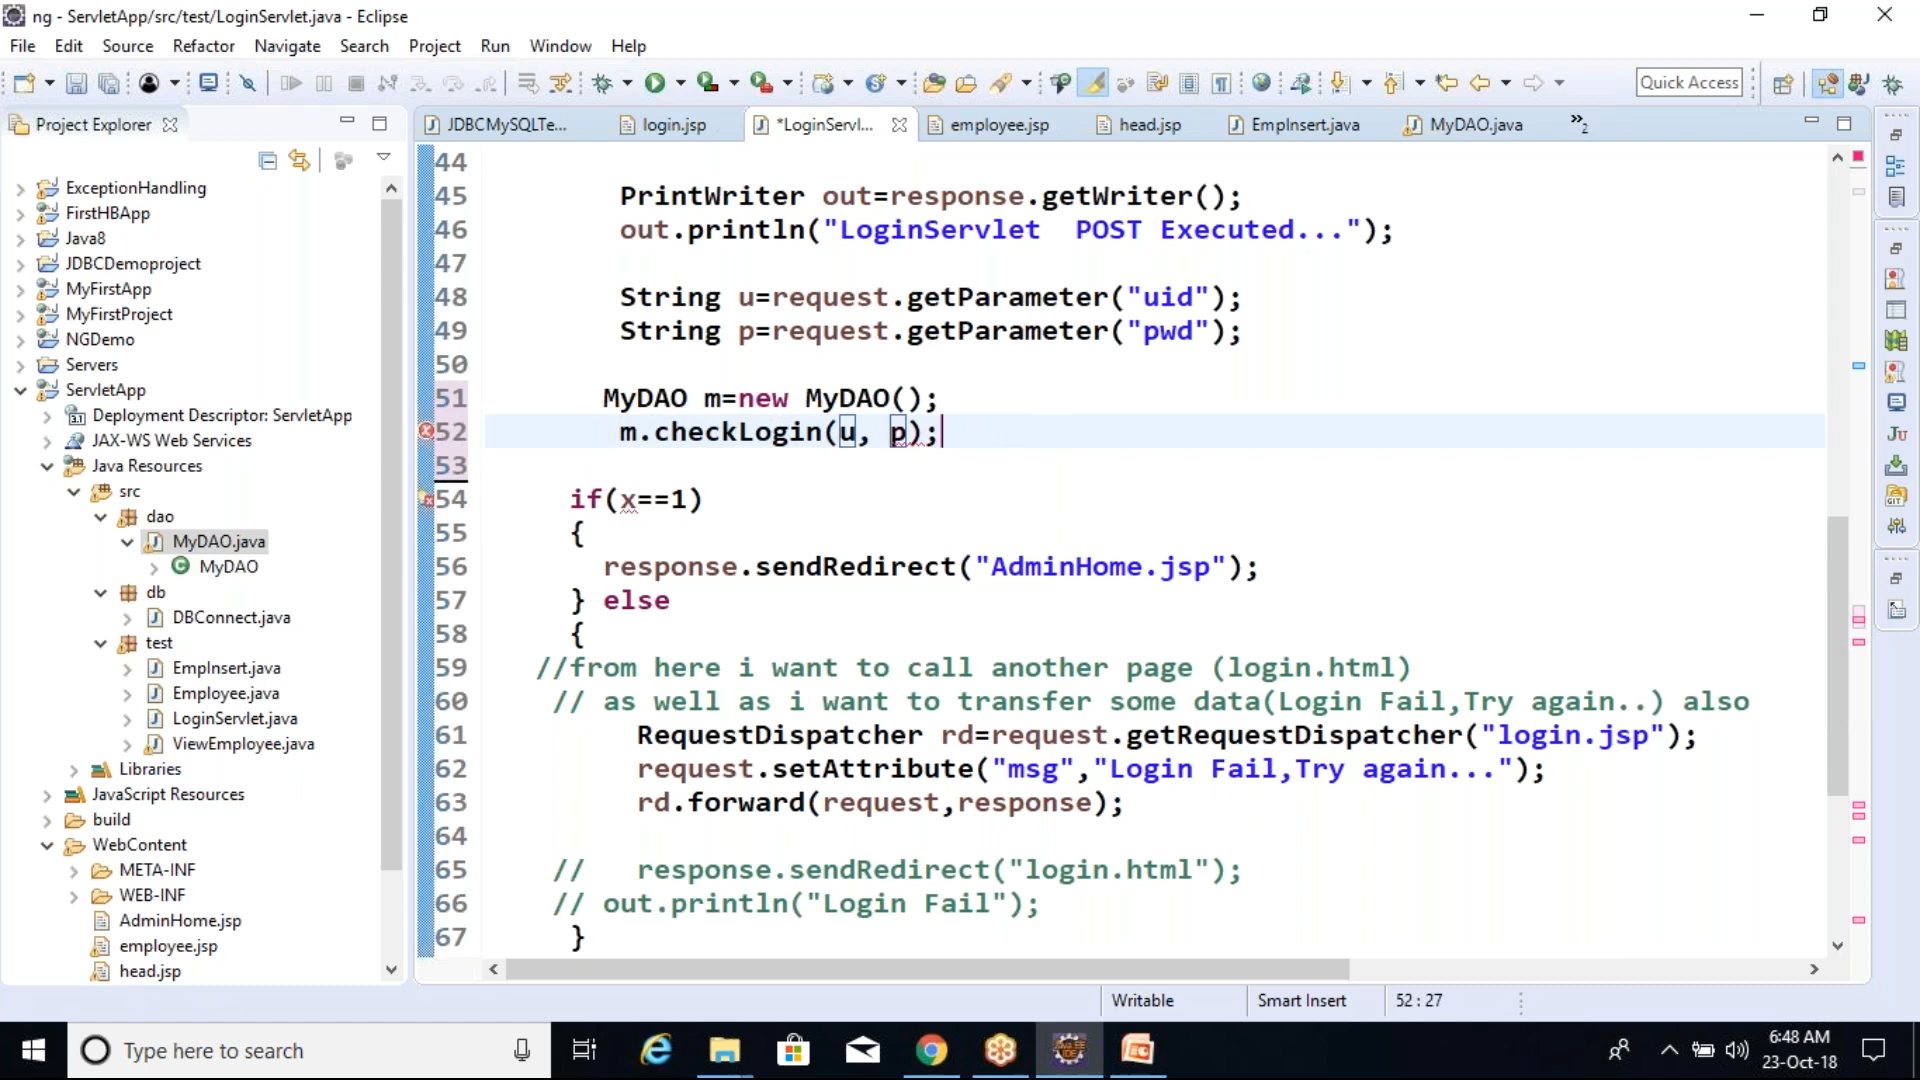 ng - ServletApp/src/test/LoginServlet.java - Eclipse
File Edit Source Refactor Navigate Search Project Run Window Help
Quick Access
Project Explorer
JDBCMySQLTe... login.jsp *LoginServl... employee.jsp head.jsp EmpInsert.java MyDAO.java »2
ExceptionHandling
FirstHBApp
Java8
JDBCDemoproject
MyFirstApp
MyFirstProject
NGDemo
Servers
ServletApp
Deployment Descriptor: ServletApp
JAX-WS Web Services
Java Resources
src
dao
MyDAO.java
MyDAO
db
DBConnect.java
test
EmpInsert.java
Employee.java
LoginServlet.java
ViewEmployee.java
Libraries
JavaScript Resources
build
WebContent
META-INF
WEB-INF
AdminHome.jsp
employee.jsp
head.jsp
44
45 PrintWriter out=response.getWriter();
46 out.println("LoginServlet  POST Executed...");
47
48 String u=request.getParameter("uid");
49 String p=request.getParameter("pwd");
50
51 MyDAO m=new MyDAO();
52 m.checkLogin(u, p);
53
54 if(x==1)
55 {
56 response.sendRedirect("AdminHome.jsp");
57 } else
58 {
59 //from here i want to call another page (login.html)
60 // as well as i want to transfer some data(Login Fail,Try again..) also
61 RequestDispatcher rd=request.getRequestDispatcher("login.jsp");
62 request.setAttribute("msg","Login Fail,Try again...");
63 rd.forward(request,response);
64
65 // response.sendRedirect("login.html");
66 // out.println("Login Fail");
67 }
Writable Smart Insert 52 : 27
Type here to search
6:48 AM
23-Oct-18